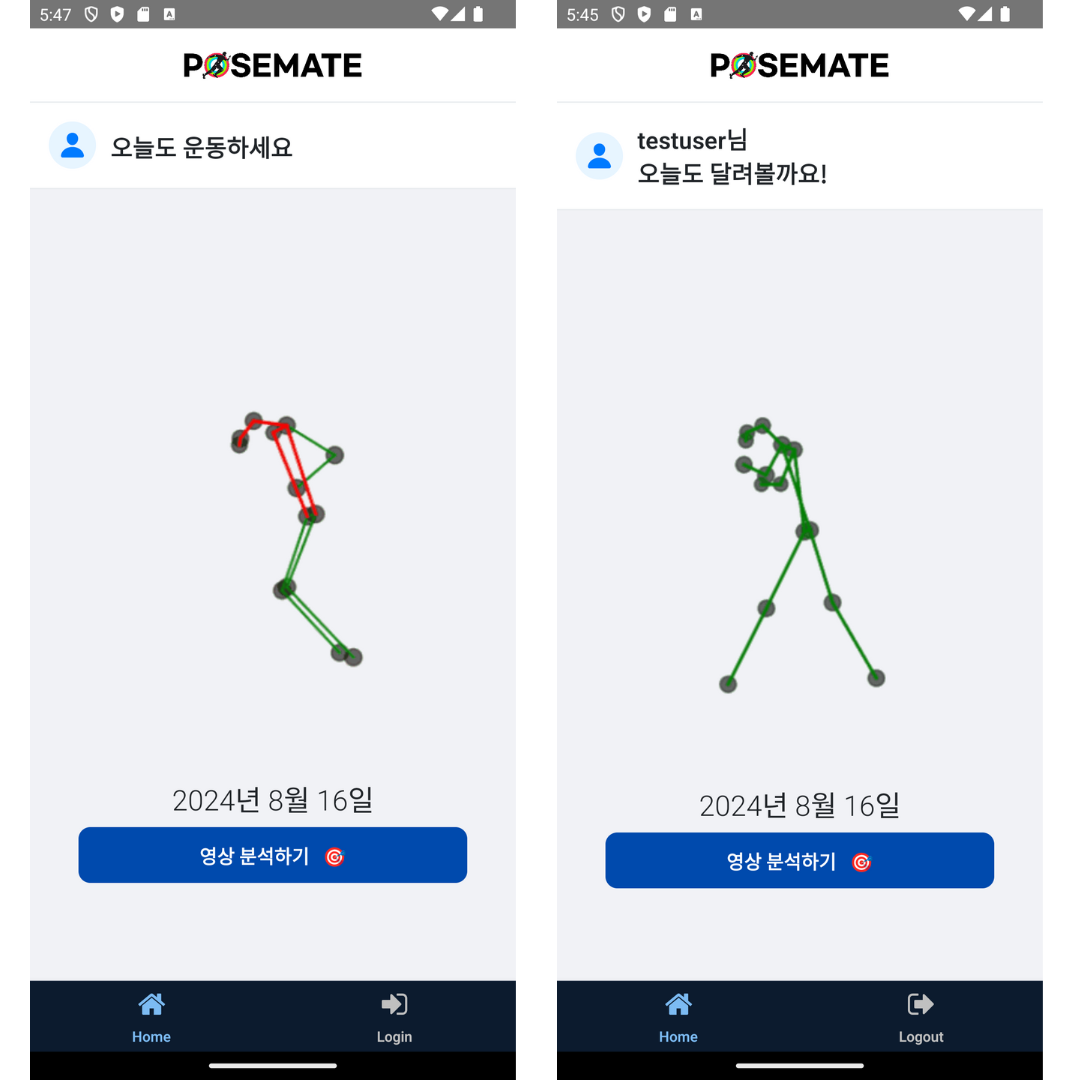 5:47
POSEMATE
오늘도 운동하세요
2024년 8월 16일
영상 분석하기
Home
Login
5:45
POSEMATE
testuser님
오늘도 달려볼까요!
2024년 8월 16일
영상 분석하기
Home
Logout